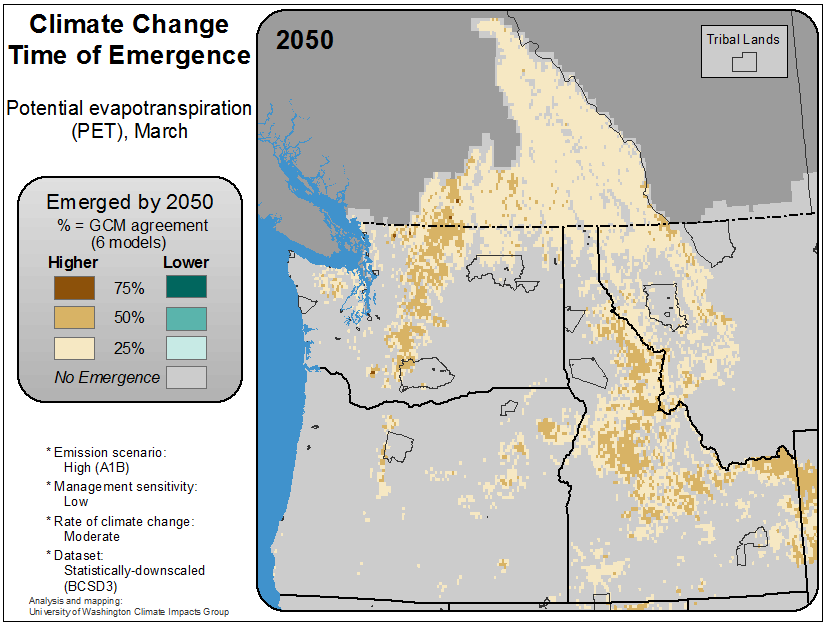 Climate Change
Time of Emergence
Potential evapotranspiration
(PET), March
Emerged by 2050
% = GCM agreement
(6 models)
Higher Lower
75%
50%
25%
No Emergence
* Emission scenario:
High (A1B)
* Management sensitivity:
Low
* Rate of climate change:
Moderate
* Dataset:
Statistically-downscaled
(BCSD3)
Analysis and mapping:
University of Washington Climate Impacts Group
2050
Tribal Lands